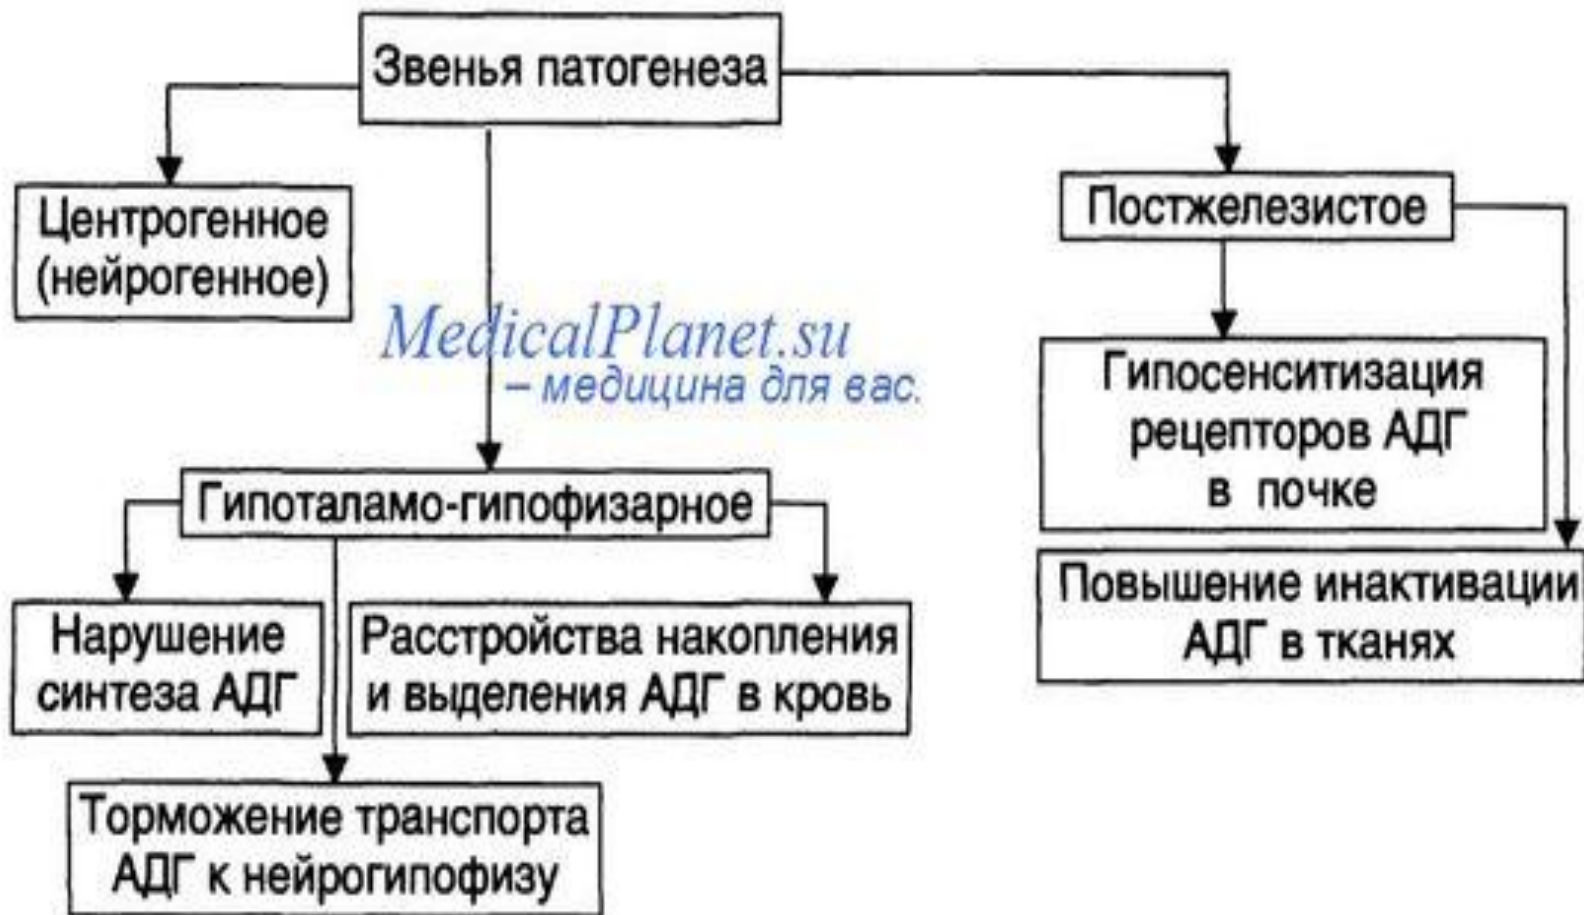 Звенья патогенеза
Центрогенное
(нейрогенное)
Постжелезистое
MedicalPlanet.su
– медицина для вас.
Гипосенситизация
рецепторов АДГ
в почке
Гипоталамо-гипофизарное
Повышение инактивации
АДГ в тканях
Нарушение
синтеза АДГ
Расстройства накопления
и выделения АДГ в кровь
Торможение транспорта
АДГ к нейрогипофизу